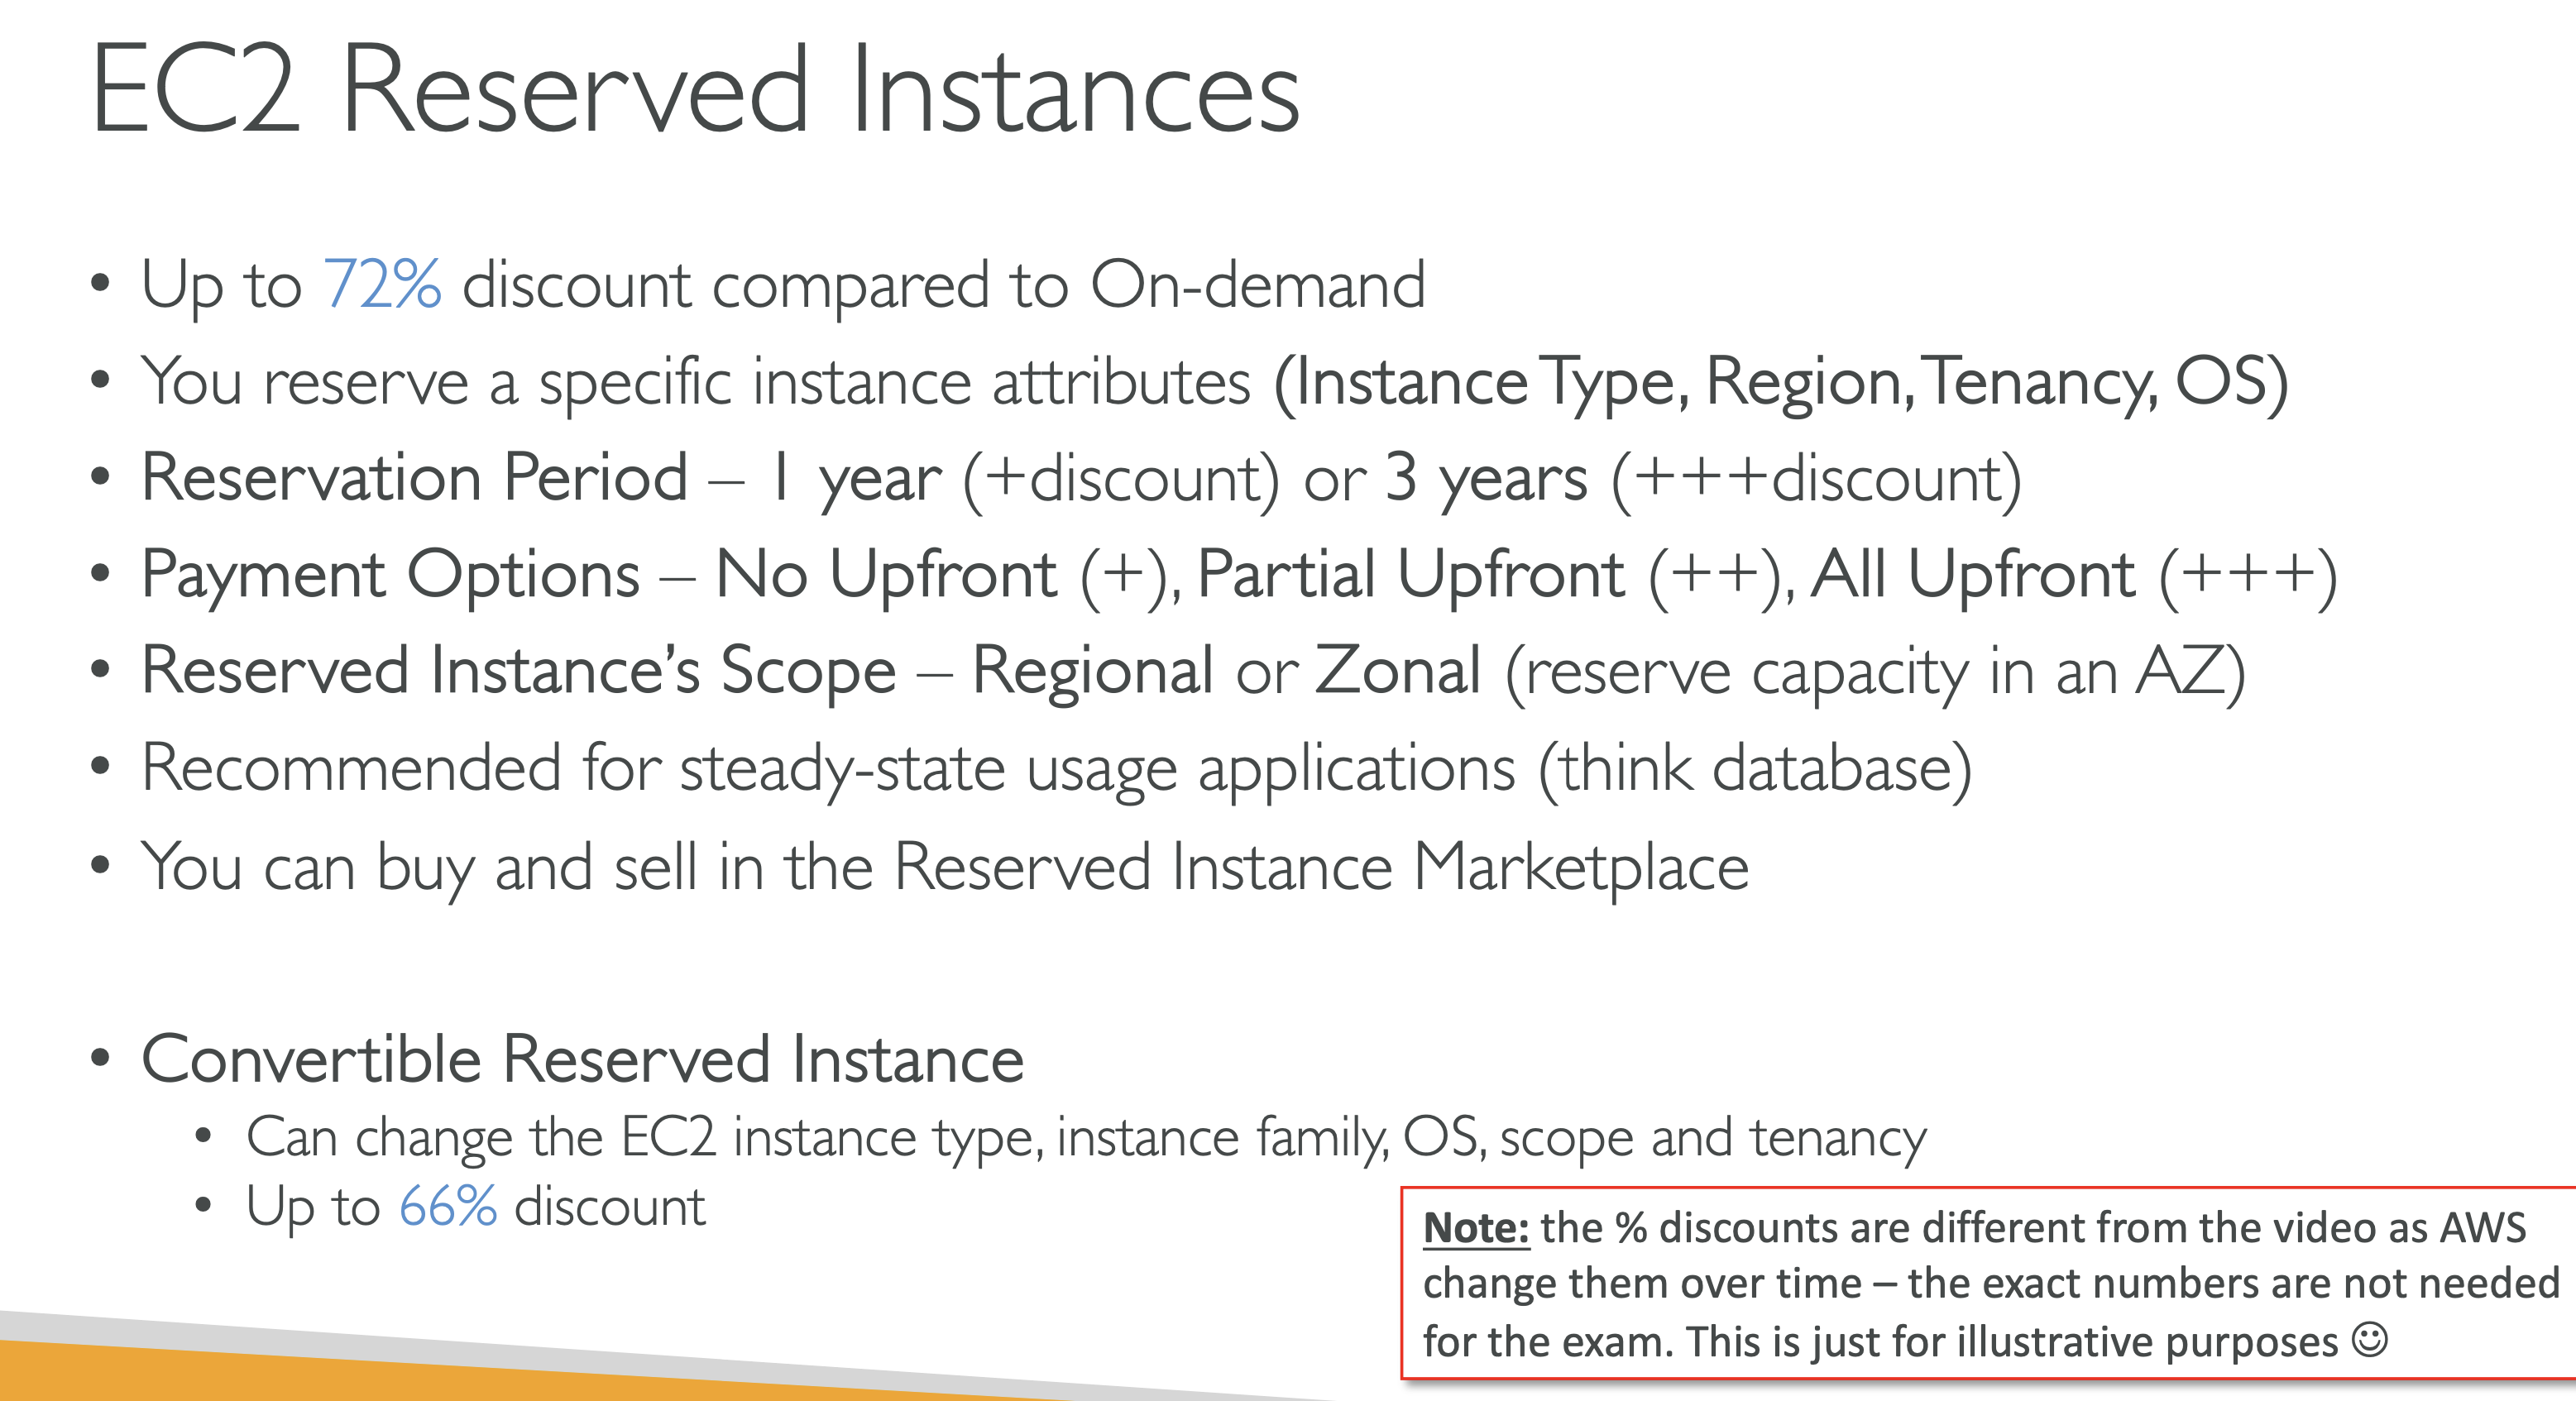 EC2 Reserved Instances
• Up to 72% discount compared to On-demand
• You reserve a specific instance attributes (Instance Type, Region, Tenancy, OS)
• Reservation Period – 1 year (+discount) or 3 years (+++discount)
• Payment Options – No Upfront (+), Partial Upfront (++), All Upfront (+++)
• Reserved Instance’s Scope – Regional or Zonal (reserve capacity in an AZ)
• Recommended for steady-state usage applications (think database)
• You can buy and sell in the Reserved Instance Marketplace
• Convertible Reserved Instance
• Can change the EC2 instance type, instance family, OS, scope and tenancy
• Up to 66% discount
Note: the % discounts are different from the video as AWS
change them over time – the exact numbers are not needed
for the exam. This is just for illustrative purposes ☺